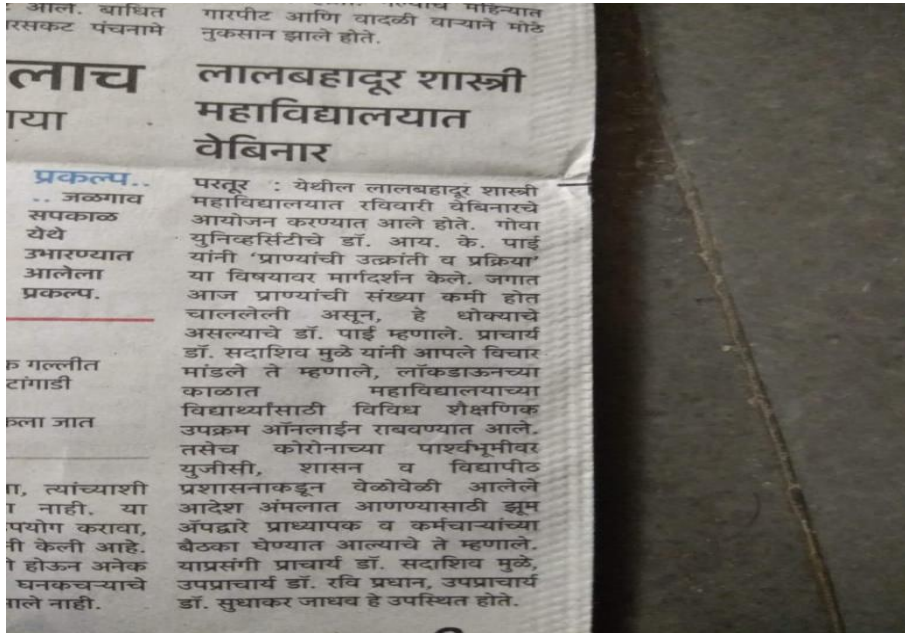 आले. बाधित
रसकट पंचनामे
लाच
या
प्रकल्प..
.. जळगाव
सपकाळ
येथे
उभारण्यात
आलेला
प्रकल्प.
गल्लीत
टांगाडी
जात
त्यांच्याशी
नाही. या
करावा,
केली आहे.
होऊन अनेक
घनकचऱ्याचे
नाही.
महिन्यात
गारपीट आणि वादळी वाऱ्याने मोठे
नुकसान झाले होते.
लालबहादूर शास्त्री
महाविद्यालयात
वेबिनार
परतूर : येथील लालबहादूर शास्त्री
महाविद्यालयात रविवारी वेबिनारचे
आयोजन करण्यात आले होते. गोवा
युनिव्हर्सिटीचे डॉ. आय. के. पाई
यांनी 'प्राण्यांची उत्क्रांती व प्रक्रिया'
या विषयावर मार्गदर्शन केले. जगात
आज प्राण्यांची संख्या कमी होत
चाललेली असून, हे धोक्याचे
असल्याचे डॉ. पाई म्हणाले. प्राचार्य
डॉ. सदाशिव मुळे यांनी आपले विचार
मांडले ते म्हणाले, लॉकडाऊनच्या
काळात महाविद्यालयाच्या
विद्यार्थ्यांसाठी विविध शैक्षणिक
उपक्रम ऑनलाईन राबवण्यात आले.
तसेच कोरोनाच्या पार्श्वभूमीवर
युजीसी, शासन व विद्यापीठ
प्रशासनाकडून वेळोवेळी आलेले
आदेश अंमलात आणण्यासाठी झूम
ॲपद्वारे प्राध्यापक व कर्मचाऱ्यांच्या
बैठका घेण्यात आल्याचे ते म्हणाले.
याप्रसंगी प्राचार्य डॉ. सदाशिव मुळे,
उपप्राचार्य डॉ. रवि प्रधान, उपप्राचार्य
डॉ. सुधाकर जाधव हे उपस्थित होते.